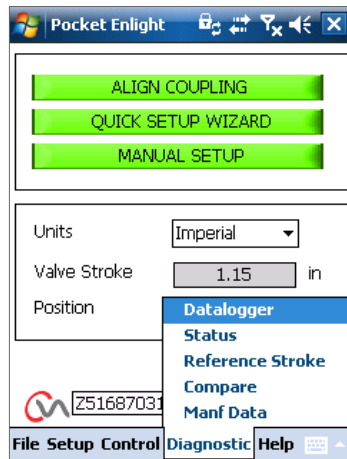 Pocket Enlight
ALIGN COUPLING
QUICK SETUP WIZARD
MANUAL SETUP
Units Imperial
Valve Stroke 1.15 in
Position
Datalogger
Status
Reference Stroke
Compare
Manf Data
Z51687031
File Setup Control Diagnostic Help